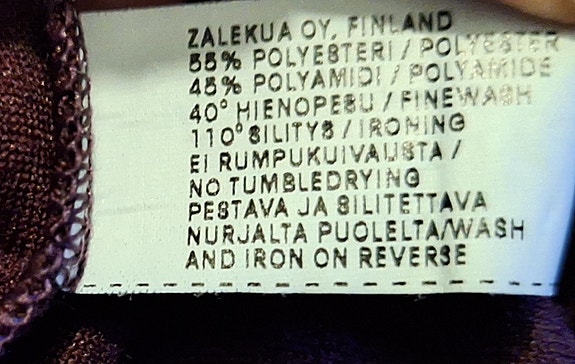 ZALEKUA OY, FINLAND
55% POLYESTERI / POLYESTER
45% POLYAMIDI / POLYAMIDE
40° HIENOPESU / FINEWASH
110° SILITYS / IRONING
EI RUMPUKUIVAUSTA /
NO TUMBLEDRYING
PESTAVA JA SILITETTAVA
NURJALTA PUOLELTA/WASH
AND IRON ON REVERSE